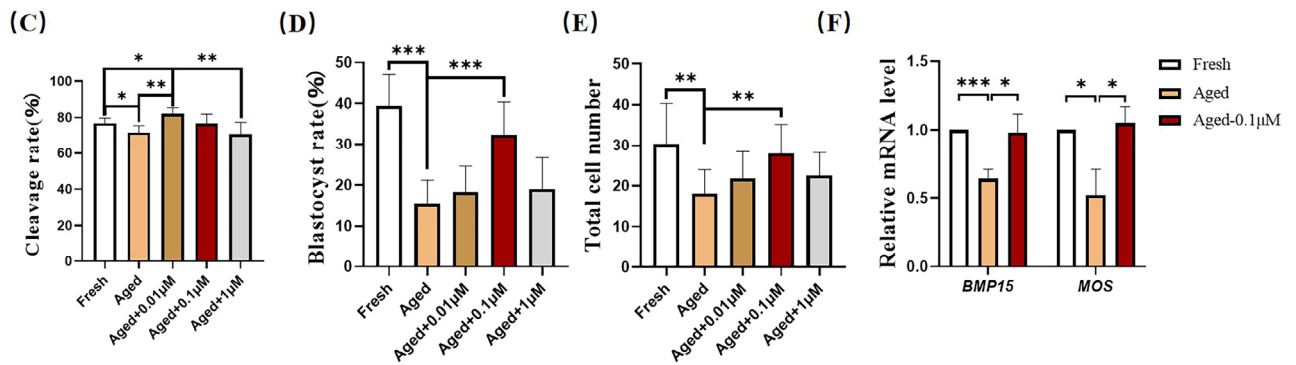 (C)
Cleavage rate(%)
100
80
60
40
20
0
* ** * **
Fresh
Aged
Aged+0.01μM
Aged+0.1μM
Aged+1μM
(D)
Blastocyst rate(%)
50
40
30
20
10
0
*** ***
Fresh
Aged
Aged+0.01μM
Aged+0.1μM
Aged+1μM
(E)
Total cell number
50
40
30
20
10
0
** **
Fresh
Aged
Aged+0.01μM
Aged+0.1μM
Aged+1μM
(F)
Relative mRNA level
1.5
1.0
0.5
0.0
*** * * *
BMP15
MOS
Fresh
Aged
Aged-0.1μM